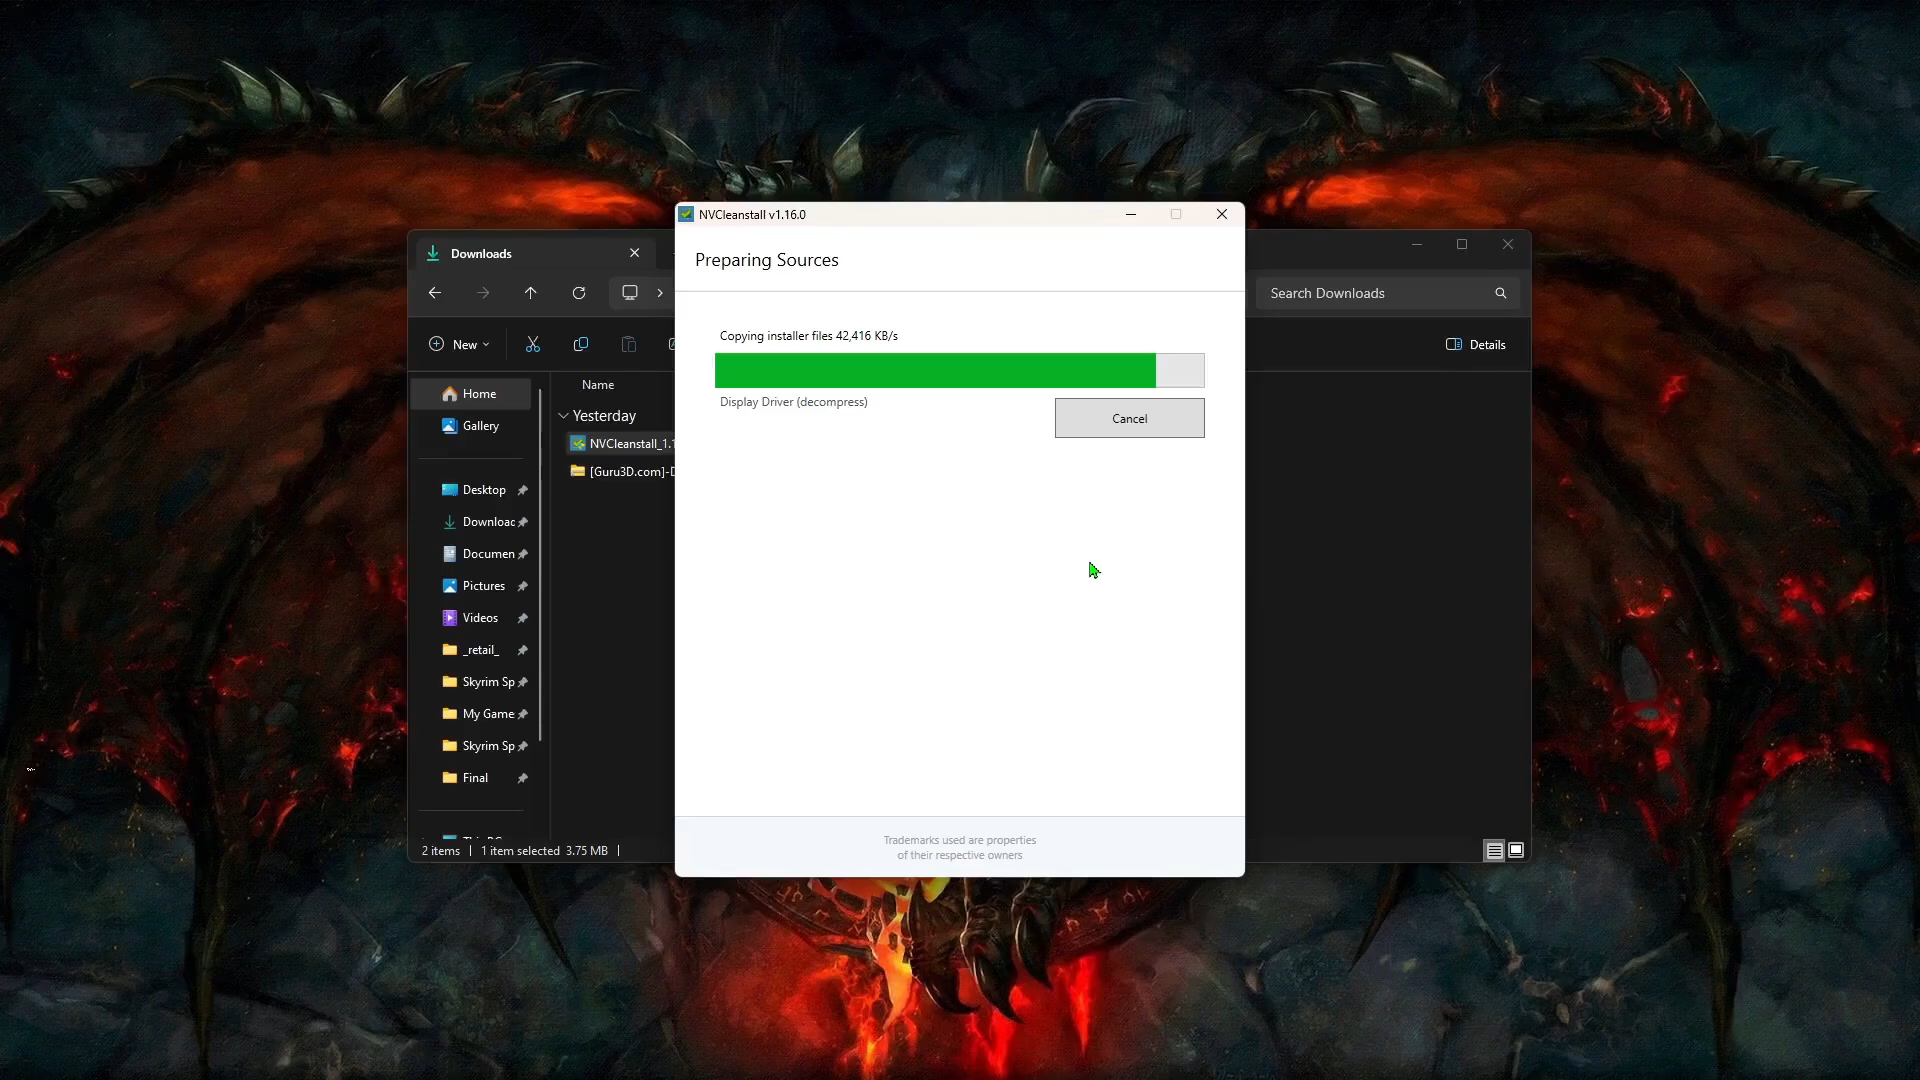 NVCleanstall v1.16.0
Preparing Sources
Copying installer files 42,416 KB/s
Display Driver (decompress)
Cancel
Trademarks used are properties
of their respective owners
Downloads
Search Downloads
New
Details
Name
Yesterday
NVCleanstall_1.1
[Guru3D.com]-D
Home
Gallery
Desktop
Downloac
Documen
Pictures
Videos
_retail_
Skyrim Sp
My Game
Skyrim Sp
Final
2 items
1 item selected 3.75 MB